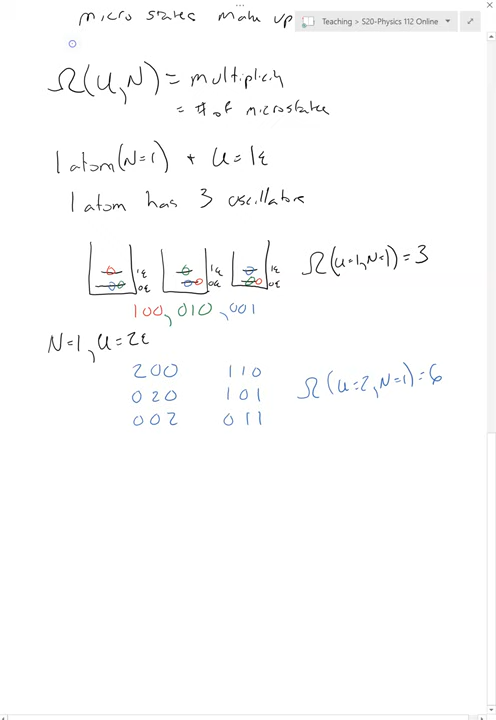 micro states make up
Teaching > S20-Physics 112 Online
Ω(U,N) = multiplicity
= # of microstates
1 atom (N=1) + U=1ε
1 atom has 3 oscillators
1ε 1ε 1ε
0ε 0ε 0ε
Ω(U=1,N=1)=3
100,010,001
N=1, U=2ε
200 110
020 101
002 011
Ω(U=2,N=1)=6